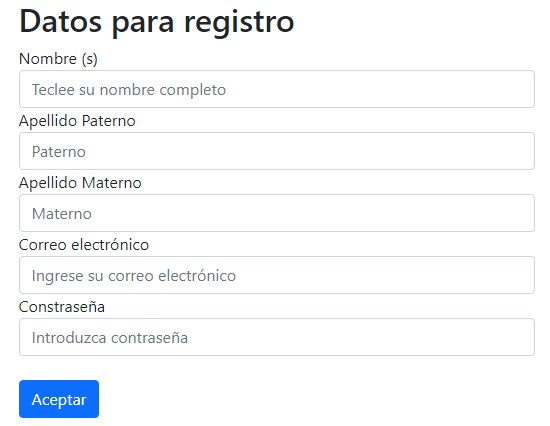 Datos para registro
Nombre (s)
Teclee su nombre completo
Apellido Paterno
Paterno
Apellido Materno
Materno
Correo electrónico
Ingrese su correo electrónico
Constraseña
Introduzca contraseña
Aceptar